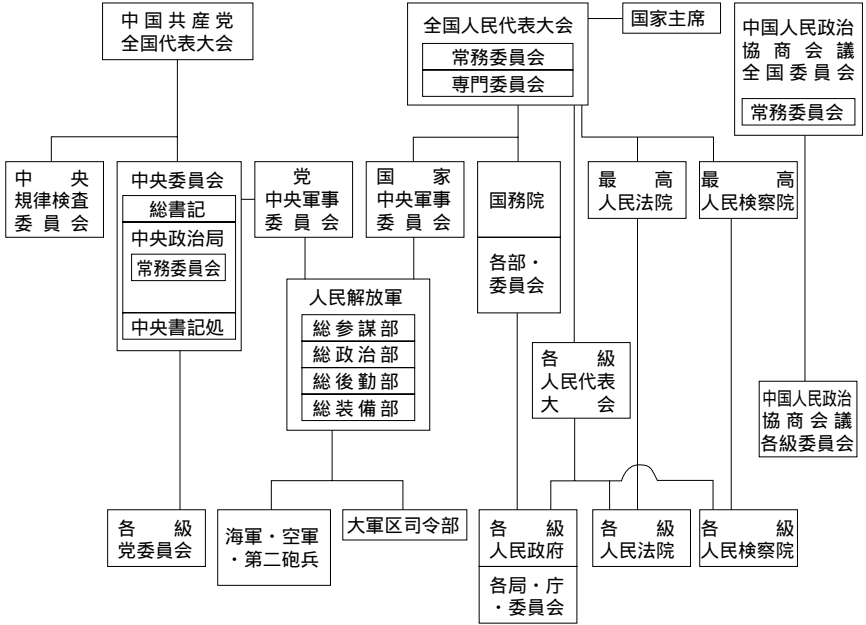 中国共産党
全国代表大会
全国人民代表大会
常務委員会
専門委員会
国家主席
中国人民政治
協商会議
全国委員会
常務委員会
中央
規律検査
委員会
中央委員会
総書記
中央政治局
常務委員会
中央書記処
党
中央軍事
委員会
国家
中央軍事
委員会
国務院
各部・
委員会
最高
人民法院
最高
人民検察院
人民解放軍
総参謀部
総政治部
総後勤部
総装備部
各級
人民代表
大会
中国人民政治
協商会議
各級委員会
各級
党委員会
海軍・空軍
・第二砲兵
大軍区司令部
各級
人民政府
各局・庁
・委員会
各級
人民法院
各級
人民検察院